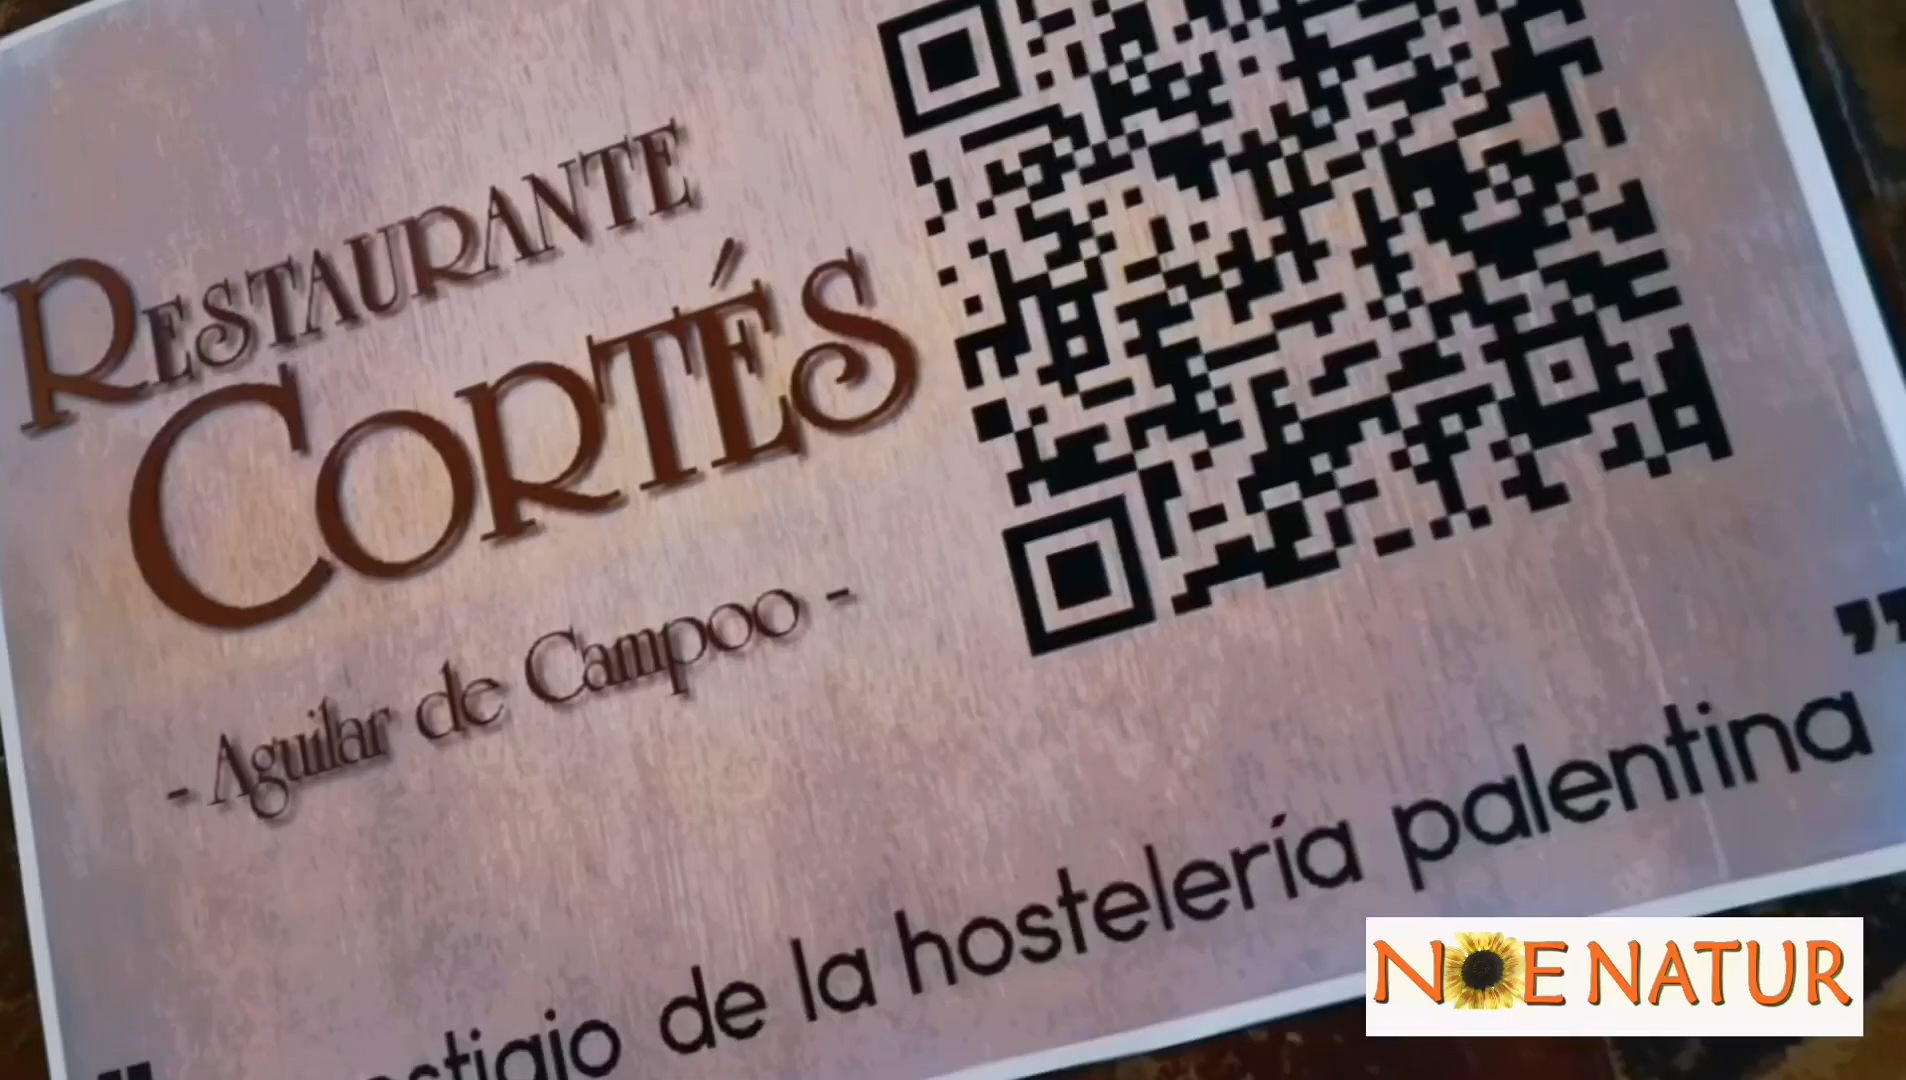 RESTAURANTE
CORTÉS
- Aguilar de Campoo -
de la hostelería palentina”
NOE NATUR